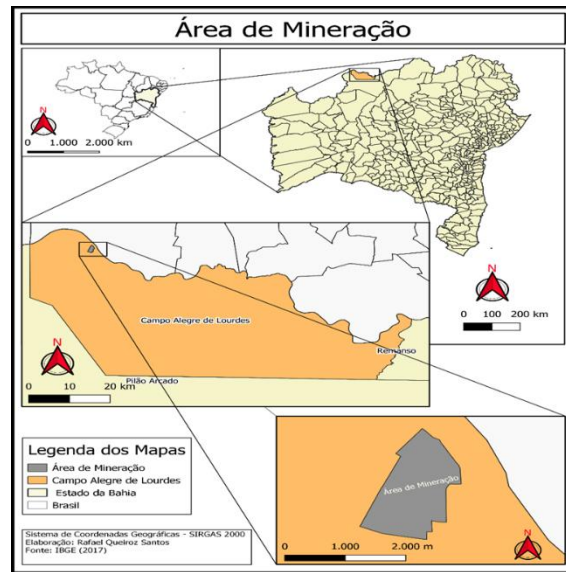 Área de Mineração
N
0 1.000 2.000 km
N
0 100 200 km
Campo Alegre de Lourdes
Remanso
Pilão Arcado
N
0 10 20 km
Legenda dos Mapas
Área de Mineração
Campo Alegre de Lourdes
Estado da Bahia
Brasil
Sistema de Coordenadas Geográficas - SIRGAS 2000
Elaboração: Rafael Queiroz Santos
Fonte: IBGE (2017)
Área de Mineração
0 1.000 2.000 m
N